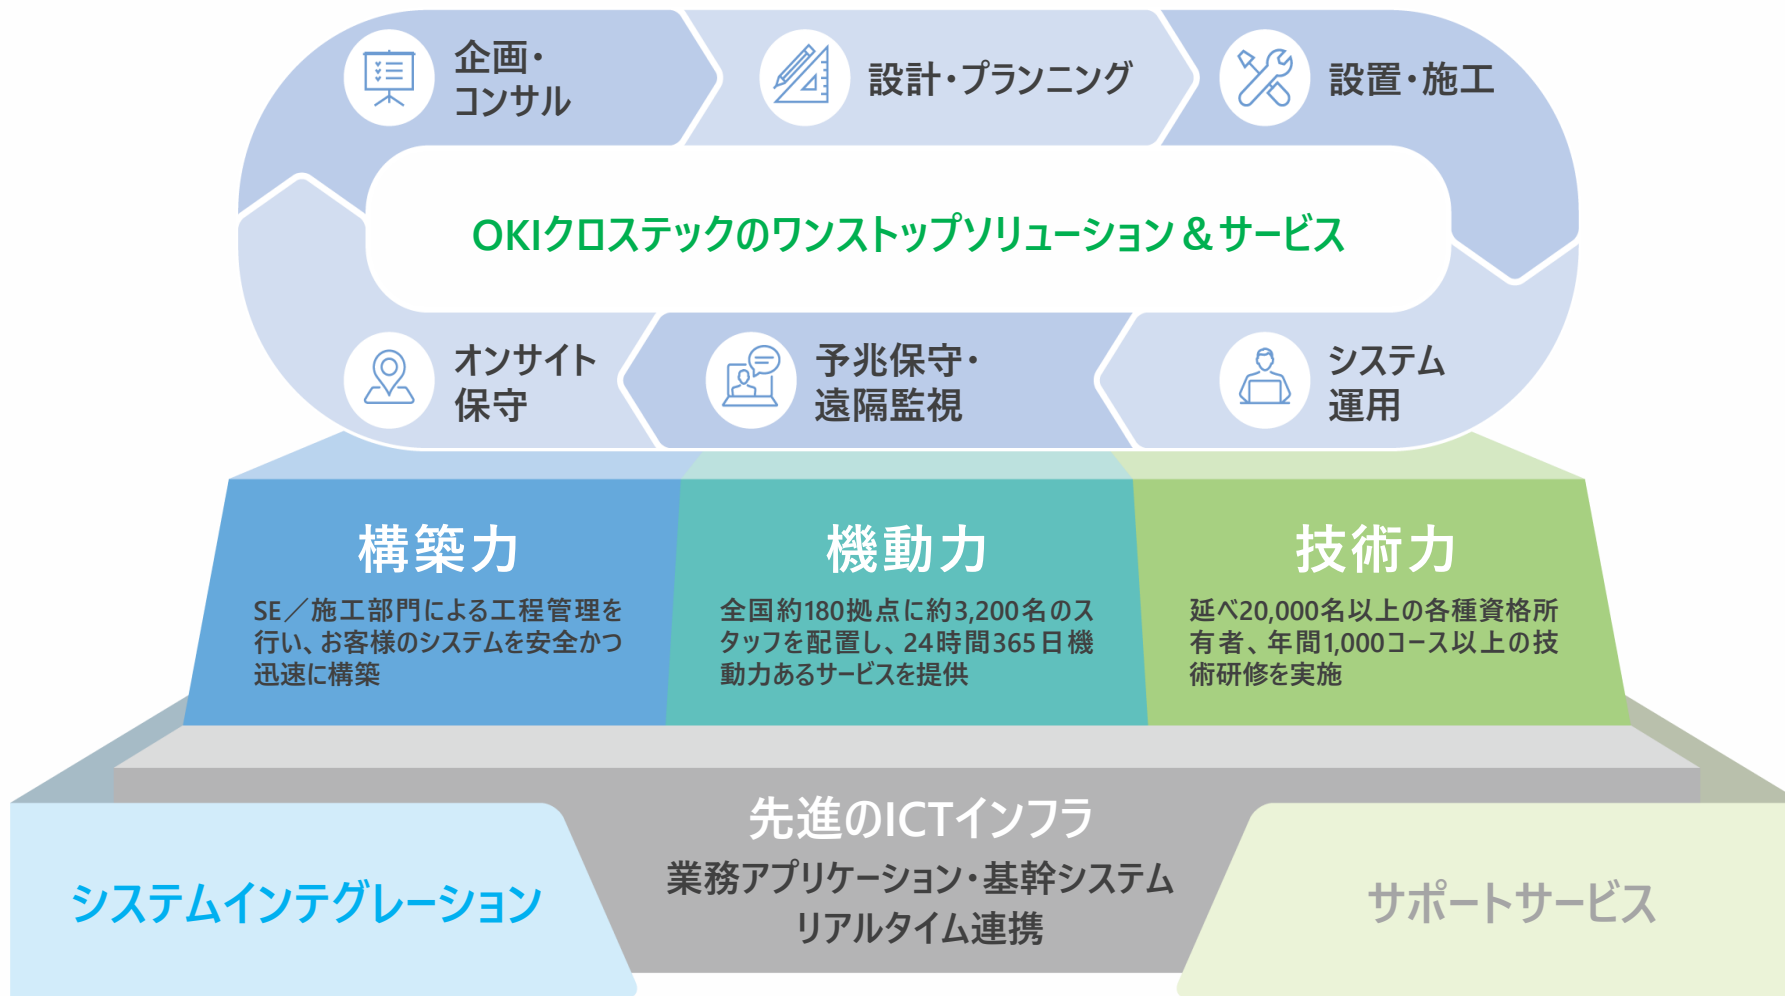 企画・
コンサル
設計・プランニング
設置・施工
OKIクロステックのワンストップソリューション＆サービス
オンサイト
保守
予兆保守・
遠隔監視
システム
運用
構築力
SE／施工部門による工程管理を
行い、お客様のシステムを安全かつ
迅速に構築
機動力
全国約180拠点に約3,200名のス
タッフを配置し、24時間365日機
動力あるサービスを提供
技術力
延べ20,000名以上の各種資格所
有者、年間1,000コース以上の技
術研修を実施
先進のICTインフラ
業務アプリケーション・基幹システム
リアルタイム連携
システムインテグレーション
サポートサービス